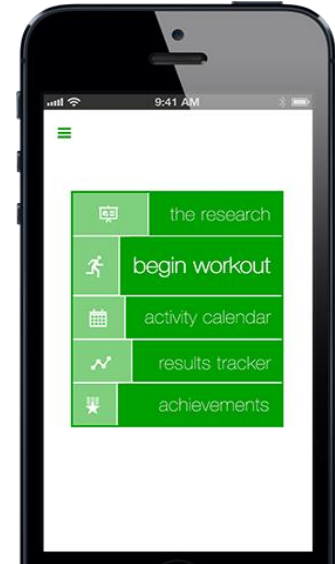 9:41 AM
the research
begin workout
activity calendar
results tracker
achievements